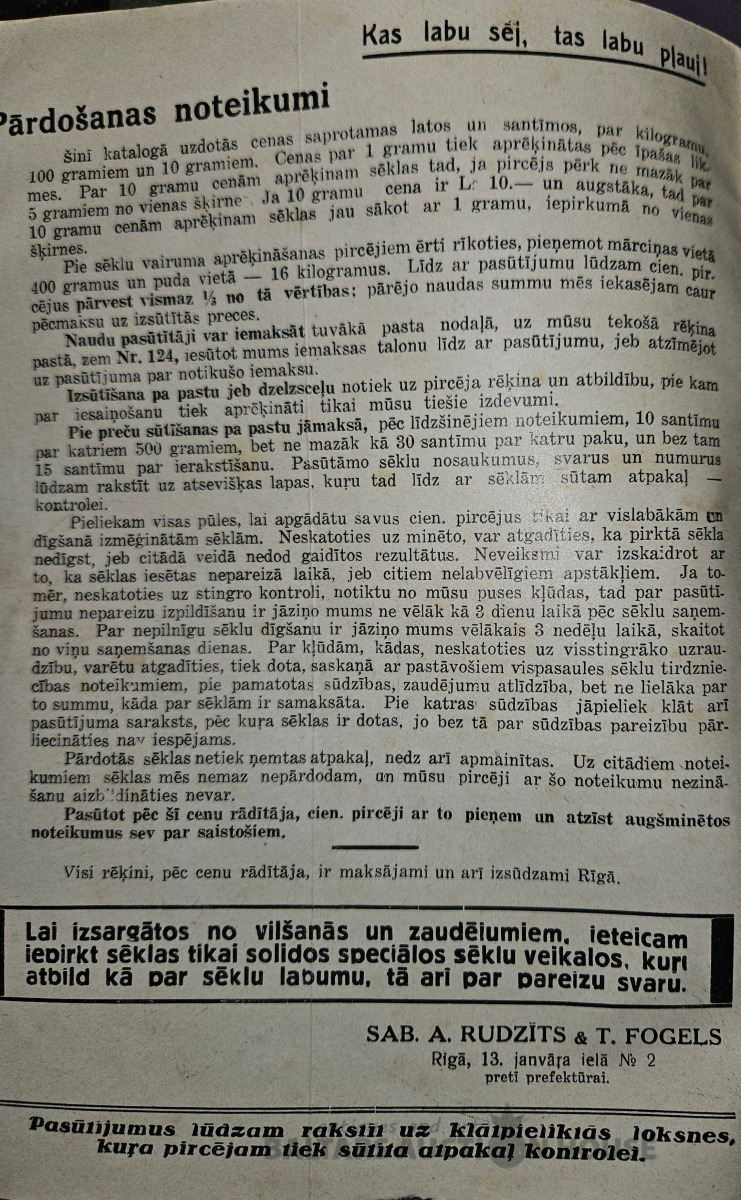 Kas labu sēj, tas labu pļauj!
Pārdošanas noteikumi
Šinī katalogā uzdotās cenas saprotamas latos un santīmos, par kilogramu,
100 gramiem un 10 gramiem. Cenas par 1 gramu tiek aprēķinātas pēc īpašas lik-
mes. Par 10 gramu cenām aprēķinam sēklas tad, ja pircējs pērk ne mazāk par
5 gramiem no vienas šķirnes. Ja 10 gramu cena ir Ls 10.— un augstāka, tad par
10 gramu cenām aprēķinam sēklas jau sākot ar 1 gramu, iepirkumā no vienas
šķirnes.
Pie sēklu vairuma aprēķināšanas pircējiem ērti rīkoties, pieņemot mārciņas vietā
400 gramus un puda vietā — 16 kilogramus. Līdz ar pasūtījumu lūdzam cien. pir-
cējus pārvest vismaz ⅓ no tā vērtības; pārējo naudas summu mēs iekasējam caur
pēcmaksu uz izsūtītās preces.
Naudu pasūtītāji var iemaksāt tuvākā pasta nodaļā, uz mūsu tekošā rēķina
pastā, zem Nr. 124, iesūtot mums iemaksas talonu līdz ar pasūtījumu, jeb atzīmējot
uz pasūtījuma par notikušo iemaksu.
Izsūtīšana pa pastu jeb dzelzsceļu notiek uz pircēja rēķina un atbildību, pie kam
par iesaiņošanu tiek aprēķināti tikai mūsu tiešie izdevumi.
Pie preču sūtīšanas pa pastu jāmaksā, pēc līdzšinējiem noteikumiem, 10 santīmu
par katriem 500 gramiem, bet ne mazāk kā 30 santīmu par katru paku, un bez tam
15 santīmu par ierakstīšanu. Pasūtāmo sēklu nosaukumus, svarus un numurus
lūdzam rakstīt uz atsevišķas lapas, kuŗu tad līdz ar sēklām sūtam atpakaļ —
kontrolei.
Pieliekam visas pūles, lai apgādātu savus cien. pircējus tikai ar vislabākām un
dīgšanā izmēģinātām sēklām. Neskatoties uz minēto, var atgadīties, ka pirktā sēkla
nedīgst, jeb citādā veidā nedod gaidītos rezultātus. Neveiksmi var izskaidrot ar
to, ka sēklas iesētas nepareizā laikā, jeb citiem nelabvēlīgiem apstākļiem. Ja to-
mēr, neskatoties uz stingro kontroli, notiktu no mūsu puses kļūdas, tad par pasūtī-
jumu nepareizu izpildīšanu ir jāziņo mums ne vēlāk kā 3 dienu laikā pēc sēklu saņem-
šanas. Par nepilnīgu sēklu dīgšanu ir jāziņo mums vēlākais 3 nedēļu laikā, skaitot
no viņu saņemšanas dienas. Par kļūdām, kādas, neskatoties uz visstingrāko uzrau-
dzību, varētu atgadīties, tiek dota, saskaņā ar pastāvošiem vispasaules sēklu tirdznie-
cības noteikumiem, pie pamatotas sūdzības, zaudējumu atlīdzība, bet ne lielāka par
to summu, kāda par sēklām ir samaksāta. Pie katras sūdzības jāpieliek klāt arī
pasūtījuma saraksts, pēc kuŗa sēklas ir dotas, jo bez tā par sūdzības pareizību pār-
liecināties nav iespējams.
Pārdotās sēklas netiek ņemtas atpakaļ, nedz arī apmainītas. Uz citādiem notei-
kumiem sēklas mēs nemaz nepārdodam, un mūsu pircēji ar šo noteikumu nezinā-
šanu aizbildināties nevar.
Pasūtot pēc šī cenu rādītāja, cien. pircēji ar to pieņem un atzīst augšminētos
noteikumus sev par saistošiem.
Visi rēķini, pēc cenu rādītāja, ir maksājami un arī izsūdzami Rīgā.
Lai izsargātos no vilšanās un zaudējumiem, ieteicam
iepirkt sēklas tikai solidos speciālos sēklu veikalos, kuŗi
atbild kā par sēklu labumu, tā arī par pareizu svaru.
SAB. A. RUDZĪTS & T. FOGELS
Rīgā, 13. janvāŗa ielā № 2
pretī prefektūrai.
Pasūtījumus lūdzam rakstīt uz klātpieliktās loksnes,
kuŗa pircējam tiek sūtīta atpakaļ kontrolei.